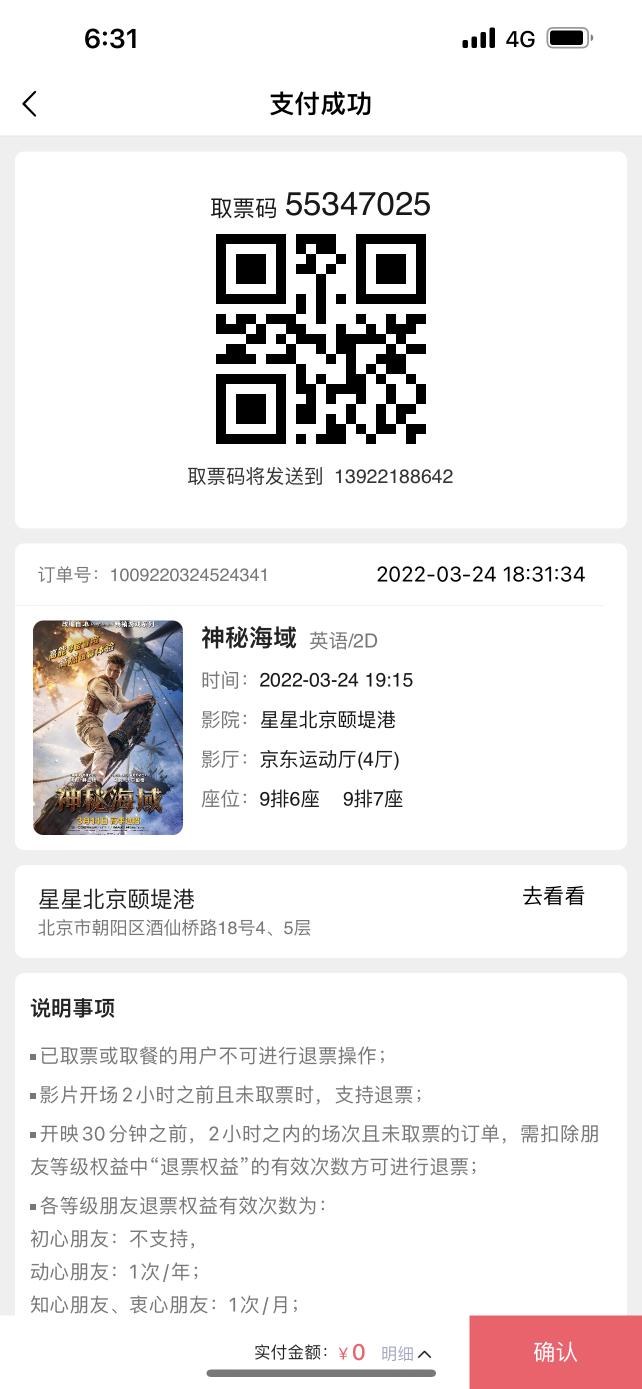 6:31
4G
支付成功
取票码 55347025
取票码将发送到 13922188642
订单号：1009220324524341
2022-03-24 18:31:34
神秘海域 英语/2D
时间：2022-03-24 19:15
影院：星星北京颐堤港
影厅：京东运动厅(4厅)
座位：9排6座 9排7座
神秘海域
星星北京颐堤港
去看看
北京市朝阳区酒仙桥路18号4、5层
说明事项
▪已取票或取餐的用户不可进行退票操作；
▪影片开场2小时之前且未取票时，支持退票；
▪开映30分钟之前，2小时之内的场次且未取票的订单，需扣除朋
友等级权益中“退票权益”的有效次数方可进行退票；
▪各等级朋友退票权益有效次数为：
初心朋友：不支持，
动心朋友：1次/年；
知心朋友、衷心朋友：1次/月；
实付金额：￥0 明细
确认